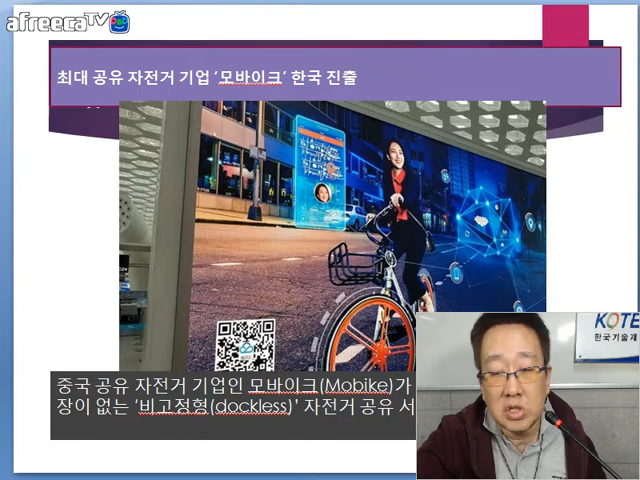 afreecaTV
최대 공유 자전거 기업 ‘모바이크’ 한국 진출
중국 공유 자전거 기업인 모바이크(Mobike)가
장이 없는 ‘비고정형(dockless)’ 자전거 공유 서
KOTE
한국기술개